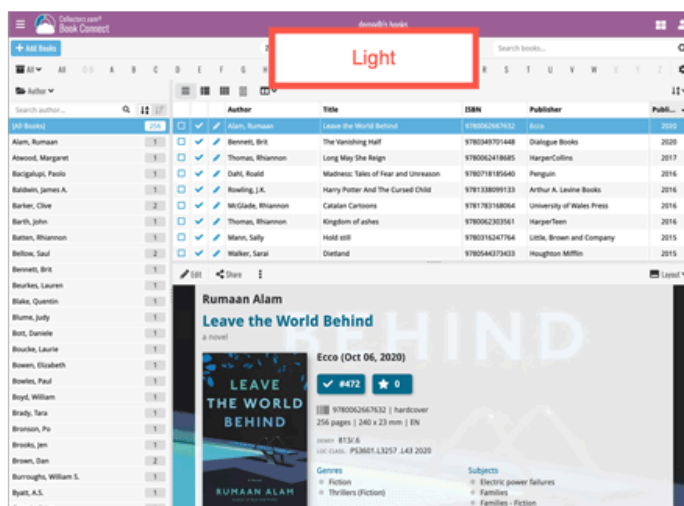 Collectorz.com®
Book Connect
Light
Add Books
Search books...
All All 0-9 A B C D E F G H R S T U V W X Y Z
Author
Search author...
Author Title ISBN Publisher Publi...
[All Books] 256
Alam, Rumaan 1
Atwood, Margaret 1
Bacigalupi, Paolo 1
Baldwin, James A. 1
Barker, Clive 2
Barth, John 1
Batten, Rhiannon 1
Bellow, Saul 2
Bennett, Brit 1
Beurkes, Lauren 1
Blake, Quentin 1
Blume, Judy 1
Bott, Daniele 1
Boucke, Laurie 1
Bowen, Elizabeth 1
Bowles, Paul 1
Boyd, William 1
Brady, Tara 1
Bronson, Po 1
Brooks, Jen 1
Brown, Dan 2
Burroughs, William S. 1
Byatt, A.S. 1
Alam, Rumaan Leave the World Behind 9780062667632 Ecco 2020
Bennett, Brit The Vanishing Half 9780349701448 Dialogue Books 2020
Thomas, Rhiannon Long May She Reign 9780062418685 HarperCollins 2017
Dahl, Roald Madness: Tales of Fear and Unreason 9780718185640 Penguin 2016
Rowling, J.K. Harry Potter And The Cursed Child 9781338099133 Arthur A. Levine Books 2016
McGlade, Rhiannon Catalan Cartoons 9781783168064 University of Wales Press 2016
Thomas, Rhiannon Kingdom of ashes 9780062303561 HarperTeen 2016
Mann, Sally Hold still 9780316247764 Little, Brown and Company 2015
Walker, Sarai Dietland 9780544373433 Houghton Mifflin 2015
Edit Share Layout
Rumaan Alam
Leave the World Behind
a novel
BEHIND
LEAVE
THE WORLD
BEHIND
RUMAAN ALAM
Ecco (Oct 06, 2020)
#472 0
9780062667632 | hardcover
256 pages | 240 x 23 mm | EN
DEWEY 813/.6
LOC CLASS. PS3601.L3257 .L43 2020
Genres
Fiction
Thrillers (Fiction)
Subjects
Electric power failures
Families
Families - Fiction